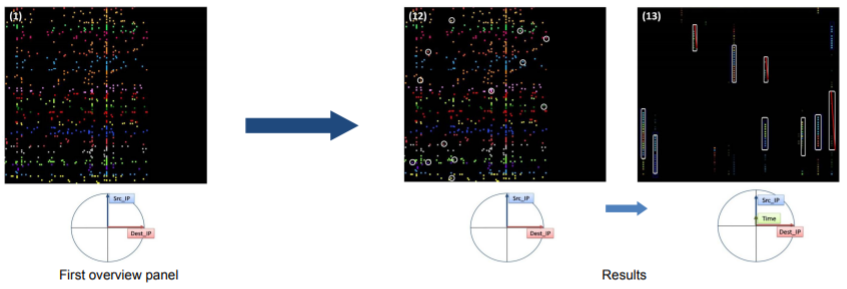 (1)
(12)
(13)
Src_IP
Dest_IP
Src_IP
Dest_IP
Src_IP
Time
Dest_IP
First overview panel
Results